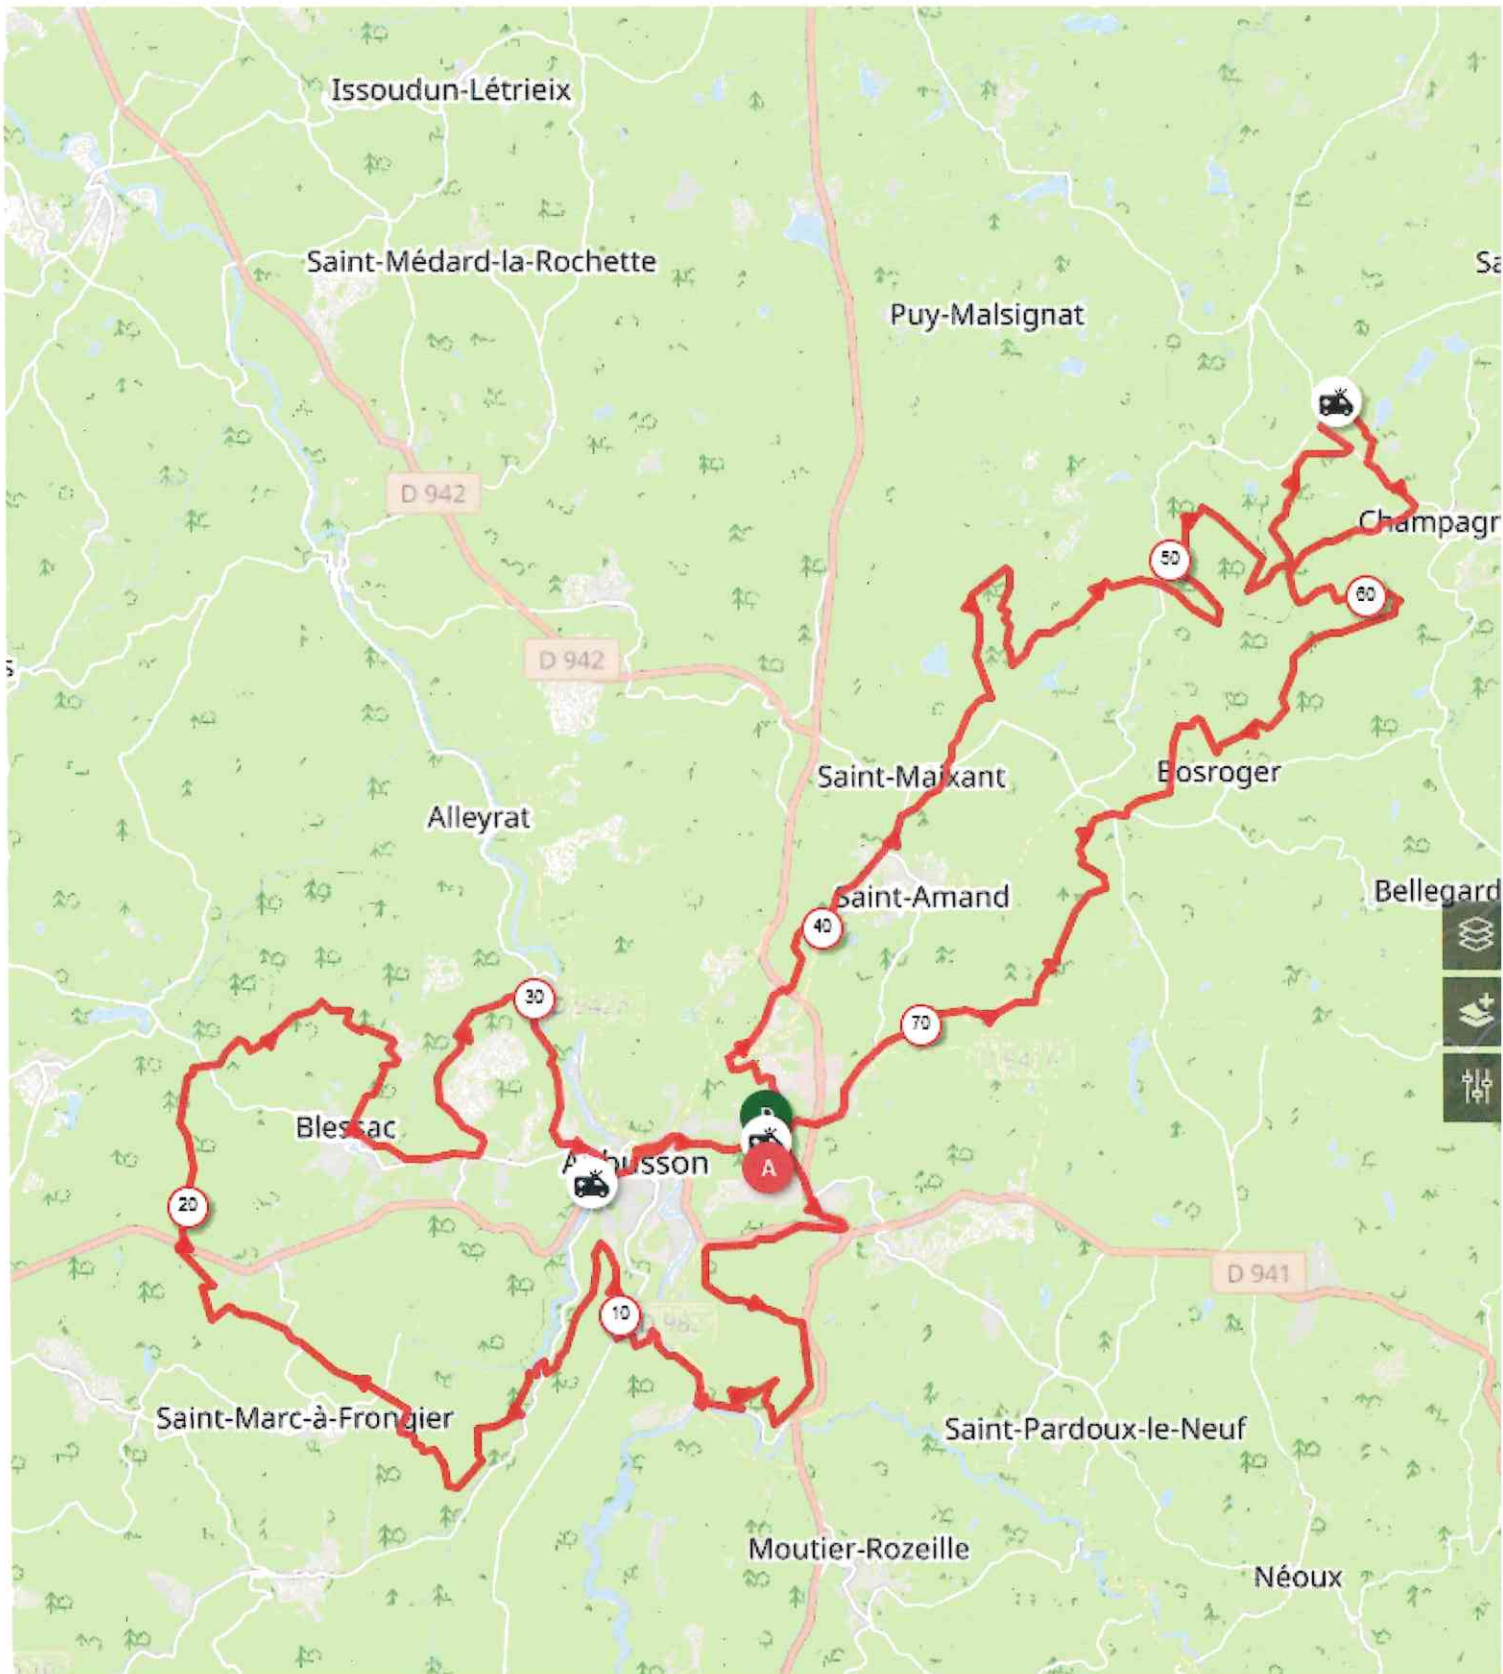 Issoudun-Létrieix
Saint-Médard-la-Rochette
Sa
Puy-Malsignat
D 942
Champagr
50
60
D 942
s
Saint-Maixant
Bosroger
Alleyrat
Saint-Amand
Bellegard
40
30
70
Blessac
Aubusson
A
20
D 941
10
Saint-Marc-à-Frongier
Saint-Pardoux-le-Neuf
Moutier-Rozeille
Néoux